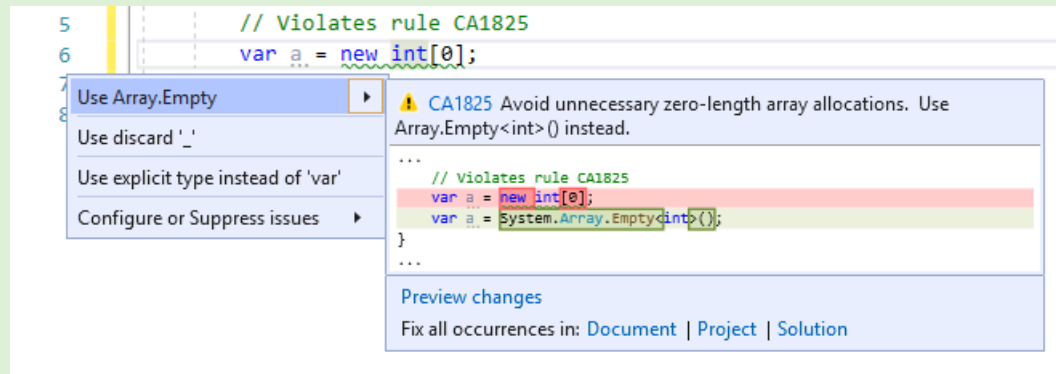 5 // Violates rule CA1825
6 var a = new int[0];
7
8
Use Array.Empty
Use discard '_'
Use explicit type instead of 'var'
Configure or Suppress issues
CA1825 Avoid unnecessary zero-length array allocations. Use
Array.Empty<int>() instead.
...
// Violates rule CA1825
var a = new int[0];
var a = System.Array.Empty<int>();
}
...
Preview changes
Fix all occurrences in: Document | Project | Solution